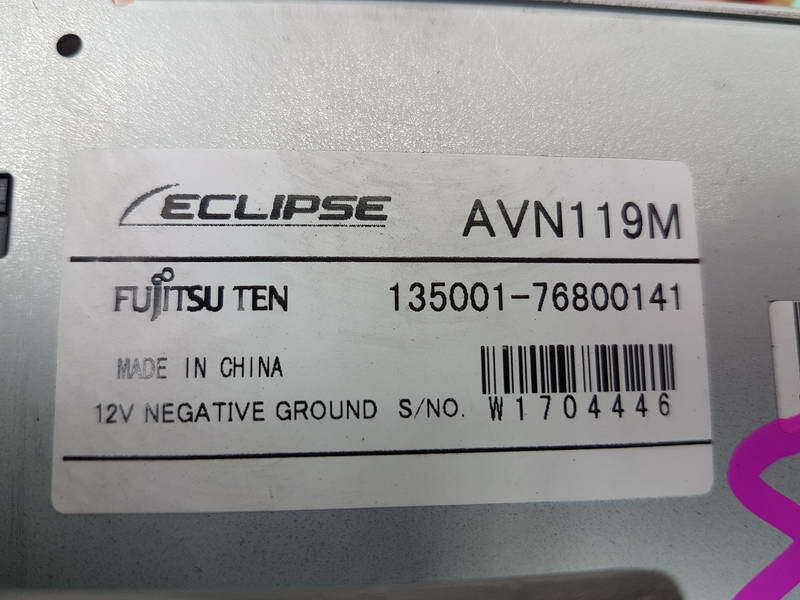 ECLIPSE AVN119M
FUJITSU TEN 135001-76800141
MADE IN CHINA
12V NEGATIVE GROUND S/NO. W1704446